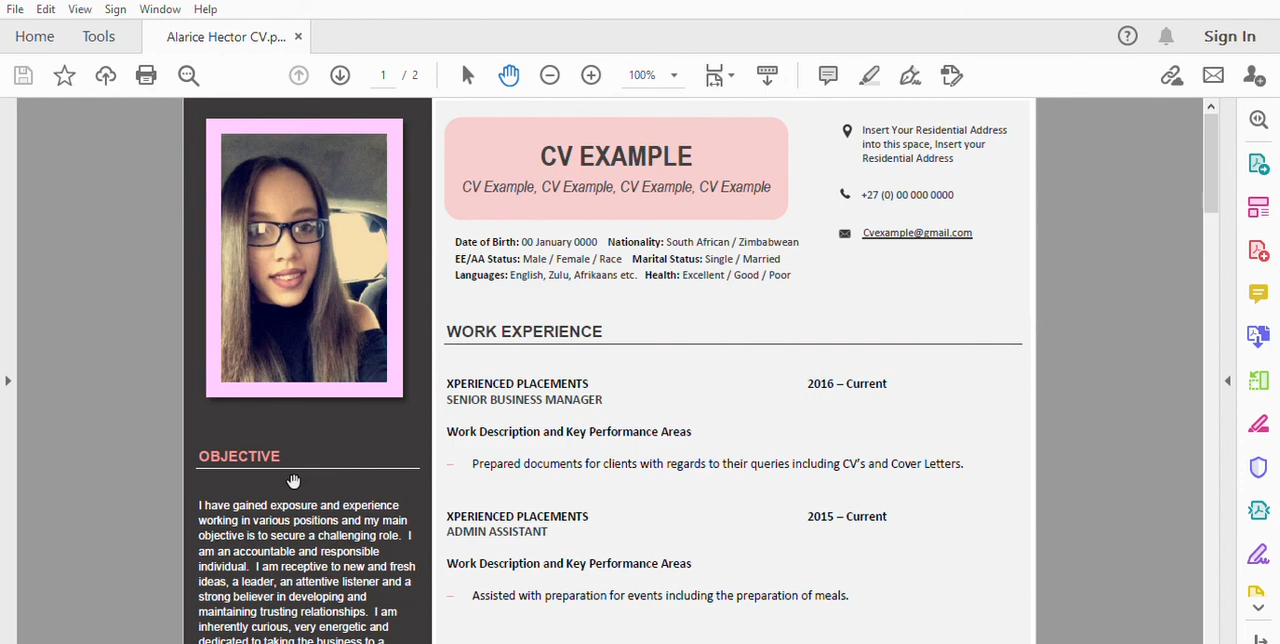 File Edit View Sign Window Help
Home Tools Alarice Hector CV.p... × Sign In
1 / 2 100%
CV EXAMPLE
CV Example, CV Example, CV Example, CV Example
Insert Your Residential Address
into this space, Insert your
Residential Address
+27 (0) 00 000 0000
Cvexample@gmail.com
Date of Birth: 00 January 0000 Nationality: South African / Zimbabwean
EE/AA Status: Male / Female / Race Marital Status: Single / Married
Languages: English, Zulu, Afrikaans etc. Health: Excellent / Good / Poor
WORK EXPERIENCE
XPERIENCED PLACEMENTS 2016 – Current
SENIOR BUSINESS MANAGER
Work Description and Key Performance Areas
– Prepared documents for clients with regards to their queries including CV's and Cover Letters.
XPERIENCED PLACEMENTS 2015 – Current
ADMIN ASSISTANT
Work Description and Key Performance Areas
– Assisted with preparation for events including the preparation of meals.
OBJECTIVE
I have gained exposure and experience
working in various positions and my main
objective is to secure a challenging role. I
am an accountable and responsible
individual. I am receptive to new and fresh
ideas, a leader, an attentive listener and a
strong believer in developing and
maintaining trusting relationships. I am
inherently curious, very energetic and
dedicated to taking the business to a